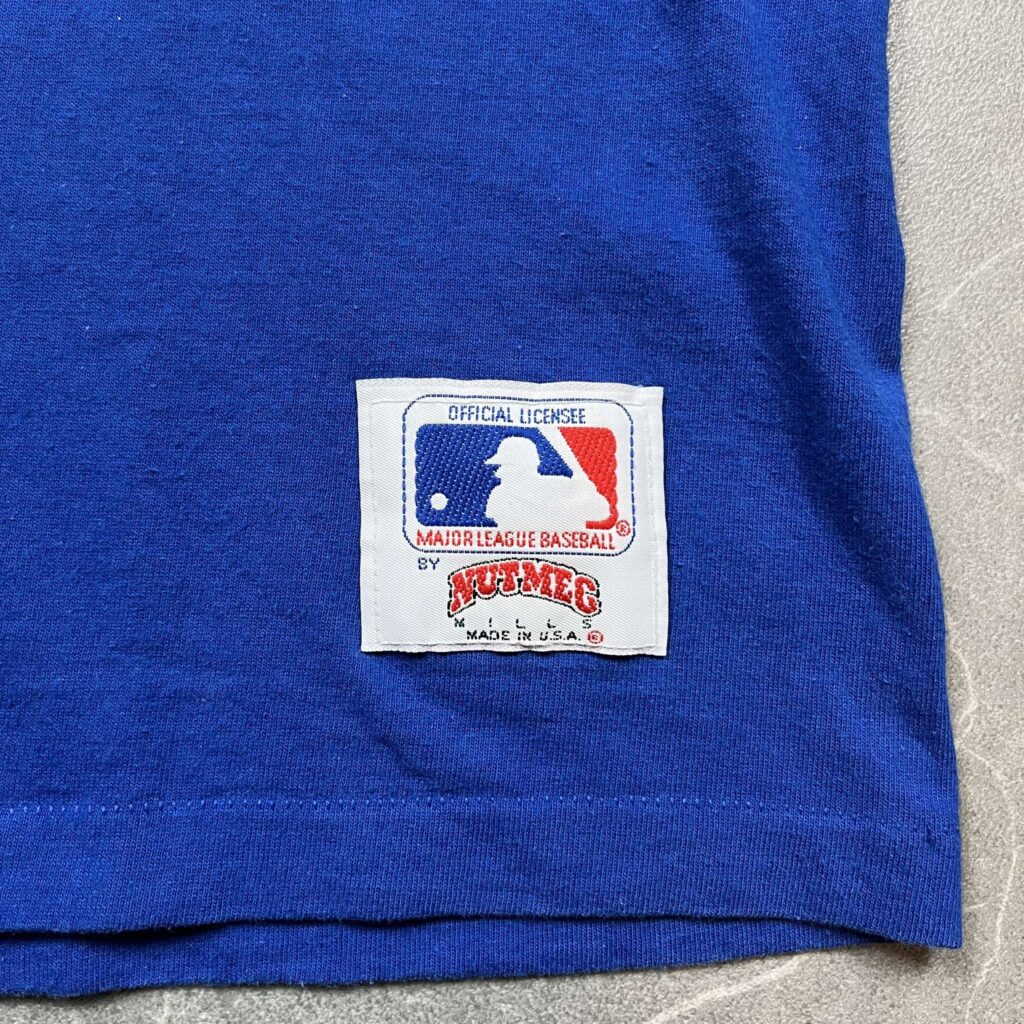 OFFICIAL LICENSEE
MAJOR LEAGUE BASEBALL ®
BY
NUTMEG
MILLS
MADE IN U.S.A. ®